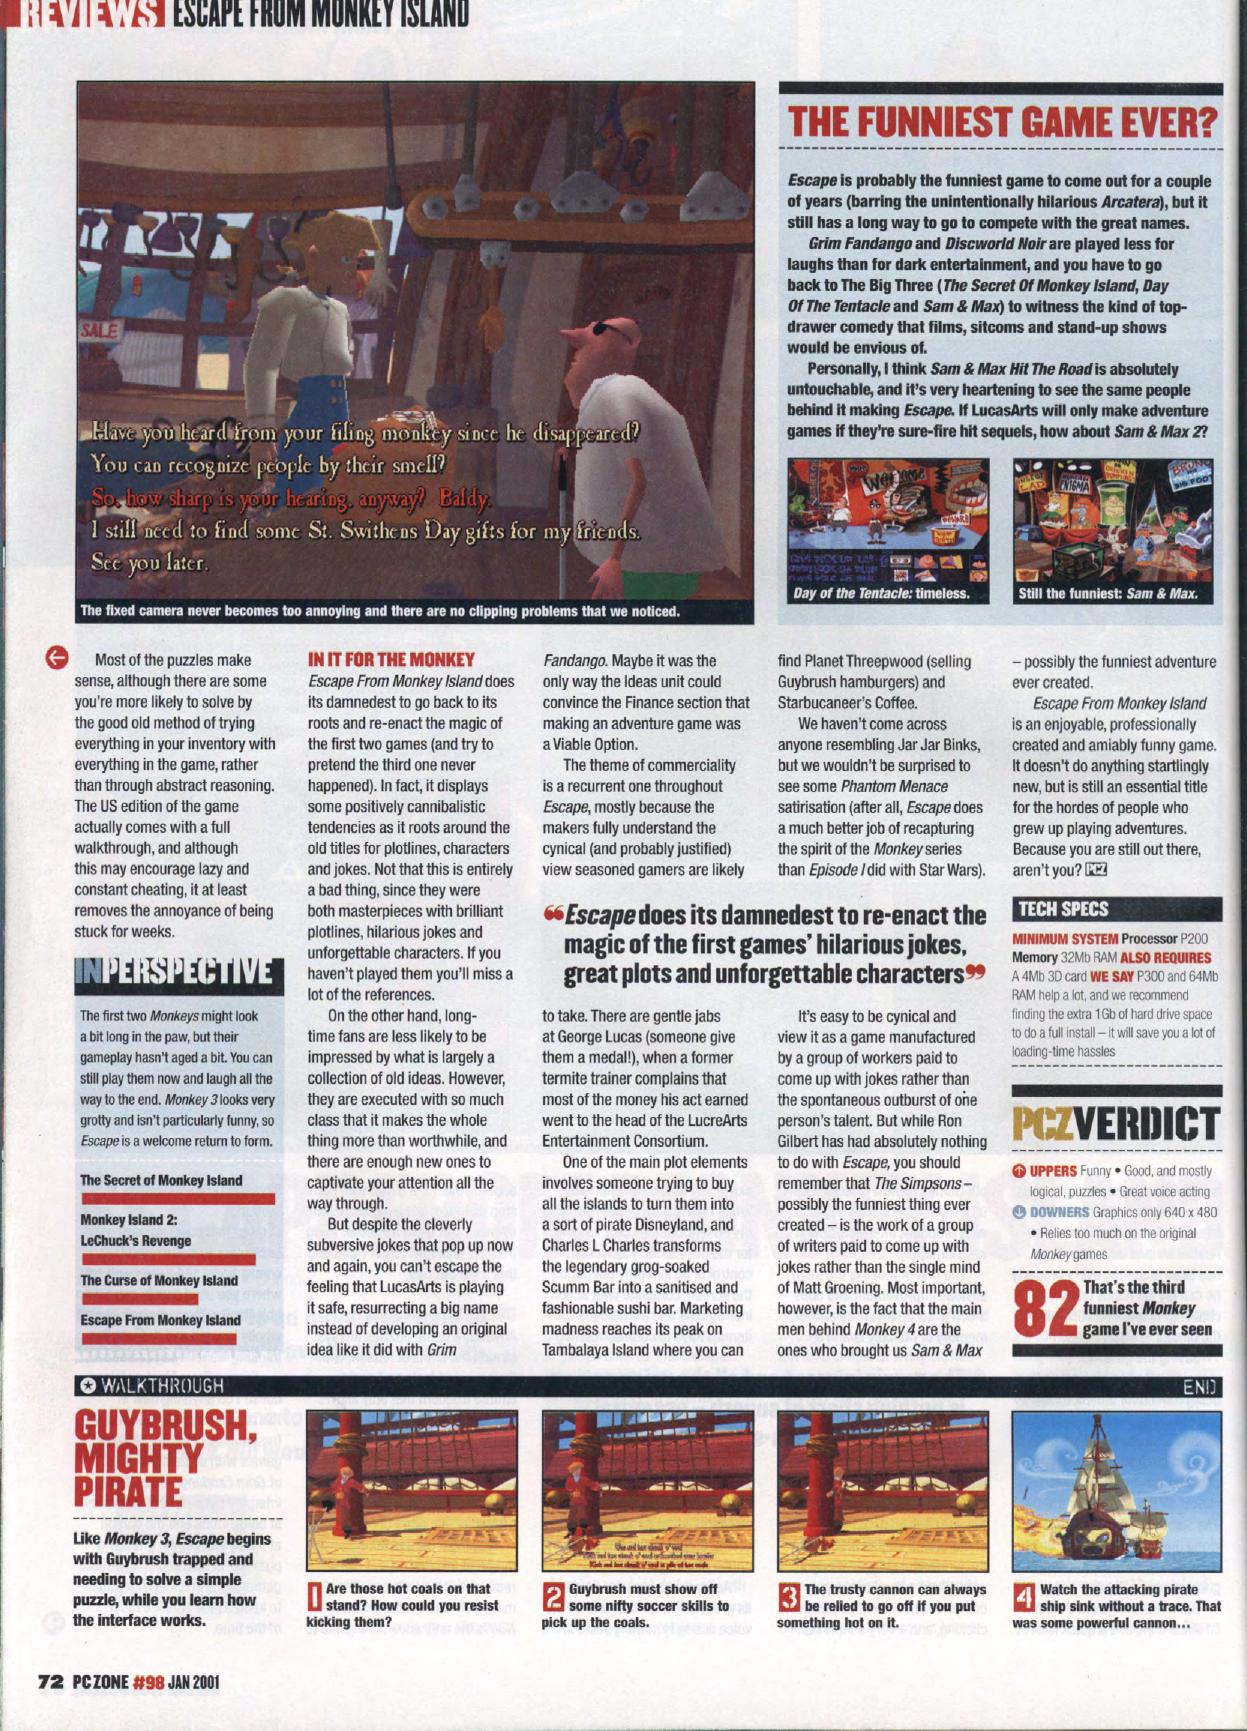 REVIEWS ESCAPE FROM MONKEY ISLAND
SALE
Have you heard from your filing monkey since he disappeared?
You can recognize people by their smell?
So, how sharp is your hearing, anyway? Baldy.
I still need to find some St. Swithens Day gifts for my friends.
See you later.
The fixed camera never becomes too annoying and there are no clipping problems that we noticed.
THE FUNNIEST GAME EVER?
Escape is probably the funniest game to come out for a couple
of years (barring the unintentionally hilarious Arcatera), but it
still has a long way to go to compete with the great names.
Grim Fandango and Discworld Noir are played less for
laughs than for dark entertainment, and you have to go
back to The Big Three (The Secret Of Monkey Island, Day
Of The Tentacle and Sam & Max) to witness the kind of top-
drawer comedy that films, sitcoms and stand-up shows
would be envious of.
Personally, I think Sam & Max Hit The Road is absolutely
untouchable, and it's very heartening to see the same people
behind it making Escape. If LucasArts will only make adventure
games if they're sure-fire hit sequels, how about Sam & Max 2?
Day of the Tentacle: timeless.
Still the funniest: Sam & Max.
Most of the puzzles make
sense, although there are some
you're more likely to solve by
the good old method of trying
everything in your inventory with
everything in the game, rather
than through abstract reasoning.
The US edition of the game
actually comes with a full
walkthrough, and although
this may encourage lazy and
constant cheating, it at least
removes the annoyance of being
stuck for weeks.
INPERSPECTIVE
The first two Monkeys might look
a bit long in the paw, but their
gameplay hasn't aged a bit. You can
still play them now and laugh all the
way to the end. Monkey 3 looks very
grotty and isn't particularly funny, so
Escape is a welcome return to form.
The Secret of Monkey Island
Monkey Island 2:
LeChuck's Revenge
The Curse of Monkey Island
Escape From Monkey Island
IN IT FOR THE MONKEY
Escape From Monkey Island does
its damnedest to go back to its
roots and re-enact the magic of
the first two games (and try to
pretend the third one never
happened). In fact, it displays
some positively cannibalistic
tendencies as it roots around the
old titles for plotlines, characters
and jokes. Not that this is entirely
a bad thing, since they were
both masterpieces with brilliant
plotlines, hilarious jokes and
unforgettable characters. If you
haven't played them you'll miss a
lot of the references.
On the other hand, long-
time fans are less likely to be
impressed by what is largely a
collection of old ideas. However,
they are executed with so much
class that it makes the whole
thing more than worthwhile, and
there are enough new ones to
captivate your attention all the
way through.
But despite the cleverly
subversive jokes that pop up now
and again, you can't escape the
feeling that LucasArts is playing
it safe, resurrecting a big name
instead of developing an original
idea like it did with Grim
Fandango. Maybe it was the
only way the Ideas unit could
convince the Finance section that
making an adventure game was
a Viable Option.
The theme of commerciality
is a recurrent one throughout
Escape, mostly because the
makers fully understand the
cynical (and probably justified)
view seasoned gamers are likely
“Escape does its damnedest to re-enact the
magic of the first games' hilarious jokes,
great plots and unforgettable characters”
to take. There are gentle jabs
at George Lucas (someone give
them a medal!), when a former
termite trainer complains that
most of the money his act earned
went to the head of the LucreArts
Entertainment Consortium.
One of the main plot elements
involves someone trying to buy
all the islands to turn them into
a sort of pirate Disneyland, and
Charles L Charles transforms
the legendary grog-soaked
Scumm Bar into a sanitised and
fashionable sushi bar. Marketing
madness reaches its peak on
Tambalaya Island where you can
find Planet Threepwood (selling
Guybrush hamburgers) and
Starbucaneer's Coffee.
We haven't come across
anyone resembling Jar Jar Binks,
but we wouldn't be surprised to
see some Phantom Menace
satirisation (after all, Escape does
a much better job of recapturing
the spirit of the Monkey series
than Episode I did with Star Wars).
It's easy to be cynical and
view it as a game manufactured
by a group of workers paid to
come up with jokes rather than
the spontaneous outburst of one
person's talent. But while Ron
Gilbert has had absolutely nothing
to do with Escape, you should
remember that The Simpsons –
possibly the funniest thing ever
created – is the work of a group
of writers paid to come up with
jokes rather than the single mind
of Matt Groening. Most important,
however, is the fact that the main
men behind Monkey 4 are the
ones who brought us Sam & Max
– possibly the funniest adventure
ever created.
Escape From Monkey Island
is an enjoyable, professionally
created and amiably funny game.
It doesn't do anything startlingly
new, but is still an essential title
for the hordes of people who
grew up playing adventures.
Because you are still out there,
aren't you? PCZ
TECH SPECS
MINIMUM SYSTEM Processor P200
Memory 32Mb RAM ALSO REQUIRES
A 4Mb 3D card WE SAY P300 and 64Mb
RAM help a lot, and we recommend
finding the extra 1Gb of hard drive space
to do a full install – it will save you a lot of
loading-time hassles
PCZVERDICT
UPPERS Funny • Good, and mostly
logical, puzzles • Great voice acting
DOWNERS Graphics only 640 x 480
• Relies too much on the original
Monkey games
82 That's the third
funniest Monkey
game I've ever seen
WALKTHROUGH
END
GUYBRUSH,
MIGHTY
PIRATE
Like Monkey 3, Escape begins
with Guybrush trapped and
needing to solve a simple
puzzle, while you learn how
the interface works.
1 Are those hot coals on that
stand? How could you resist
kicking them?
2 Guybrush must show off
some nifty soccer skills to
pick up the coals.
3 The trusty cannon can always
be relied to go off if you put
something hot on it.
4 Watch the attacking pirate
ship sink without a trace. That
was some powerful cannon...
72 PC ZONE #98 JAN 2001